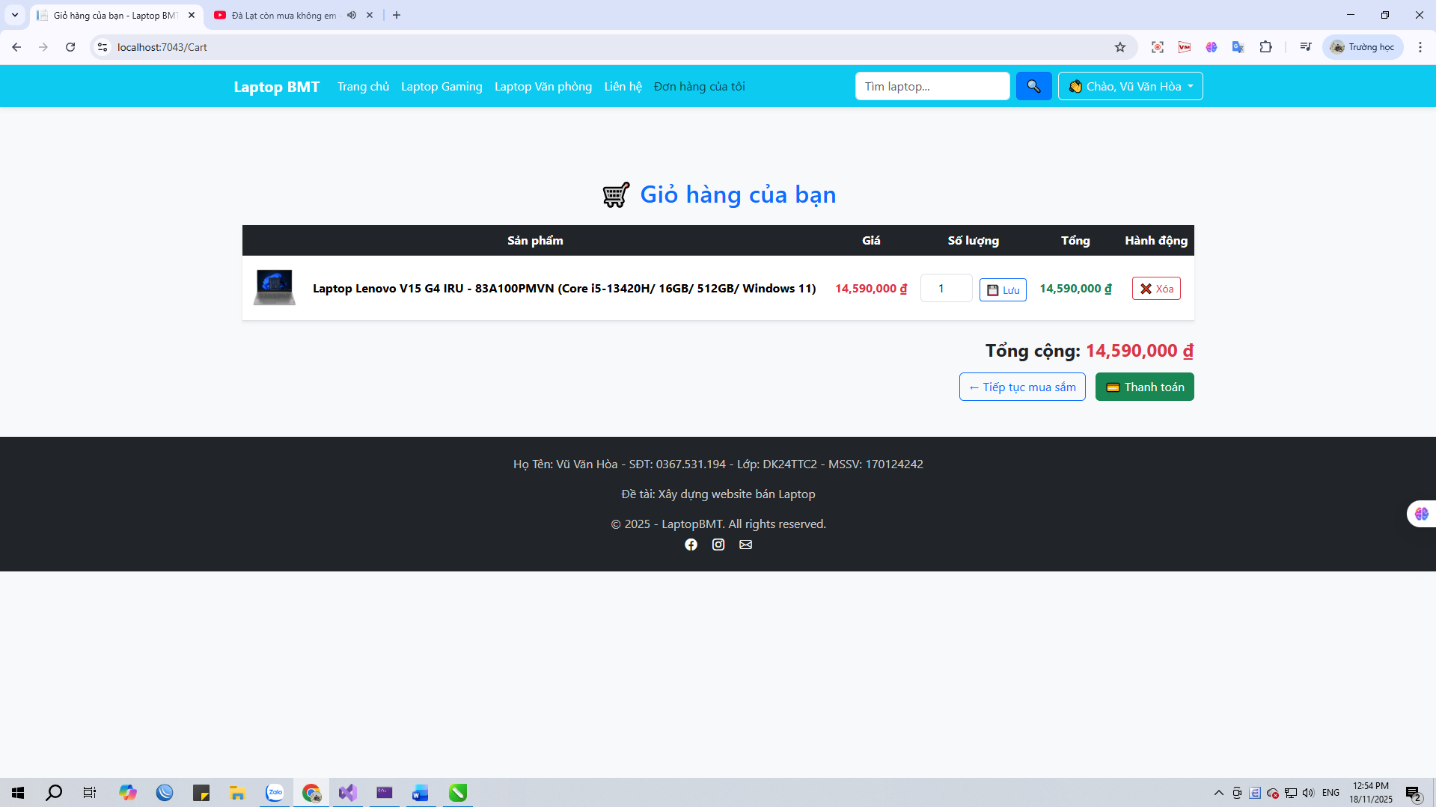 Giỏ hàng của bạn - Laptop BMT
Đà Lạt còn mưa không em
localhost:7043/Cart
Trường học
Laptop BMT
Trang chủ
Laptop Gaming
Laptop Văn phòng
Liên hệ
Đơn hàng của tôi
Tìm laptop...
Chào, Vũ Văn Hòa
Giỏ hàng của bạn
Sản phẩm
Giá
Số lượng
Tổng
Hành động
Laptop Lenovo V15 G4 IRU - 83A100PMVN (Core i5-13420H/ 16GB/ 512GB/ Windows 11)
14,590,000 ₫
1
Lưu
14,590,000 ₫
Xóa
Tổng cộng: 14,590,000 ₫
← Tiếp tục mua sắm
Thanh toán
Họ Tên: Vũ Văn Hòa - SĐT: 0367.531.194 - Lớp: DK24TTC2 - MSSV: 170124242
Đề tài: Xây dựng website bán Laptop
© 2025 - LaptopBMT. All rights reserved.
Zalo
ENG
12:54 PM
18/11/2025
2